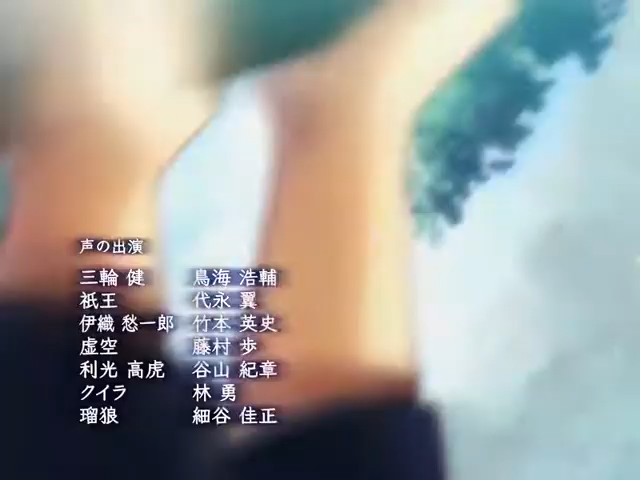 声の出演
三輪 健 鳥海 浩輔
祇王 代永 翼
伊織 愁一郎 竹本 英史
虚空 藤村 歩
利光 高虎 谷山 紀章
クイラ 林 勇
瑠狼 細谷 佳正